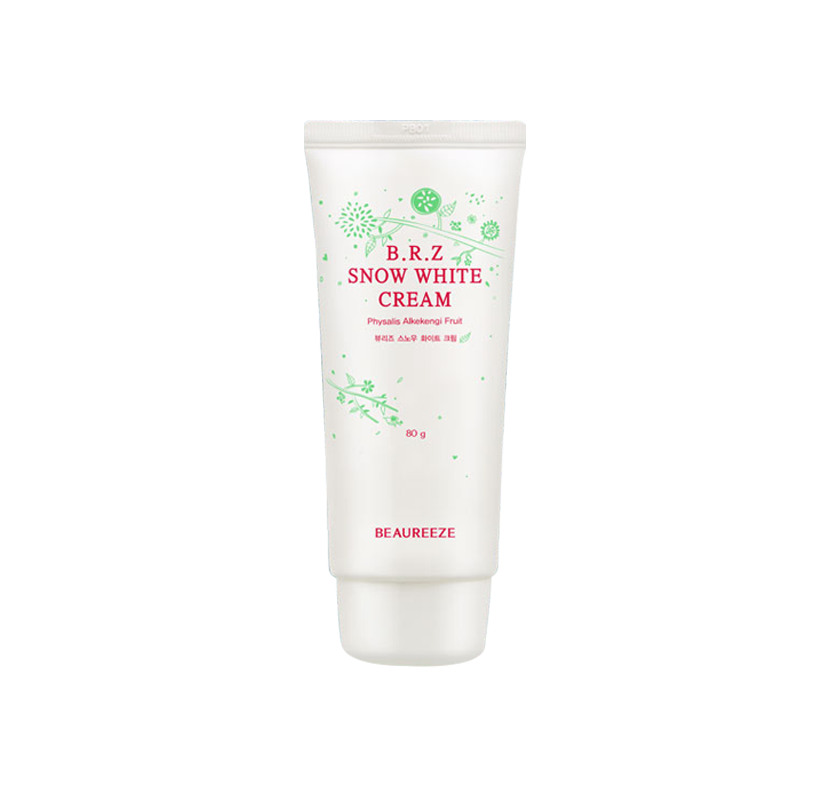 B.R.Z
SNOW WHITE
CREAM
Physalis Alkekengi Fruit
뷰리즈 스노우 화이트 크림
80 g
BEAUREEZE